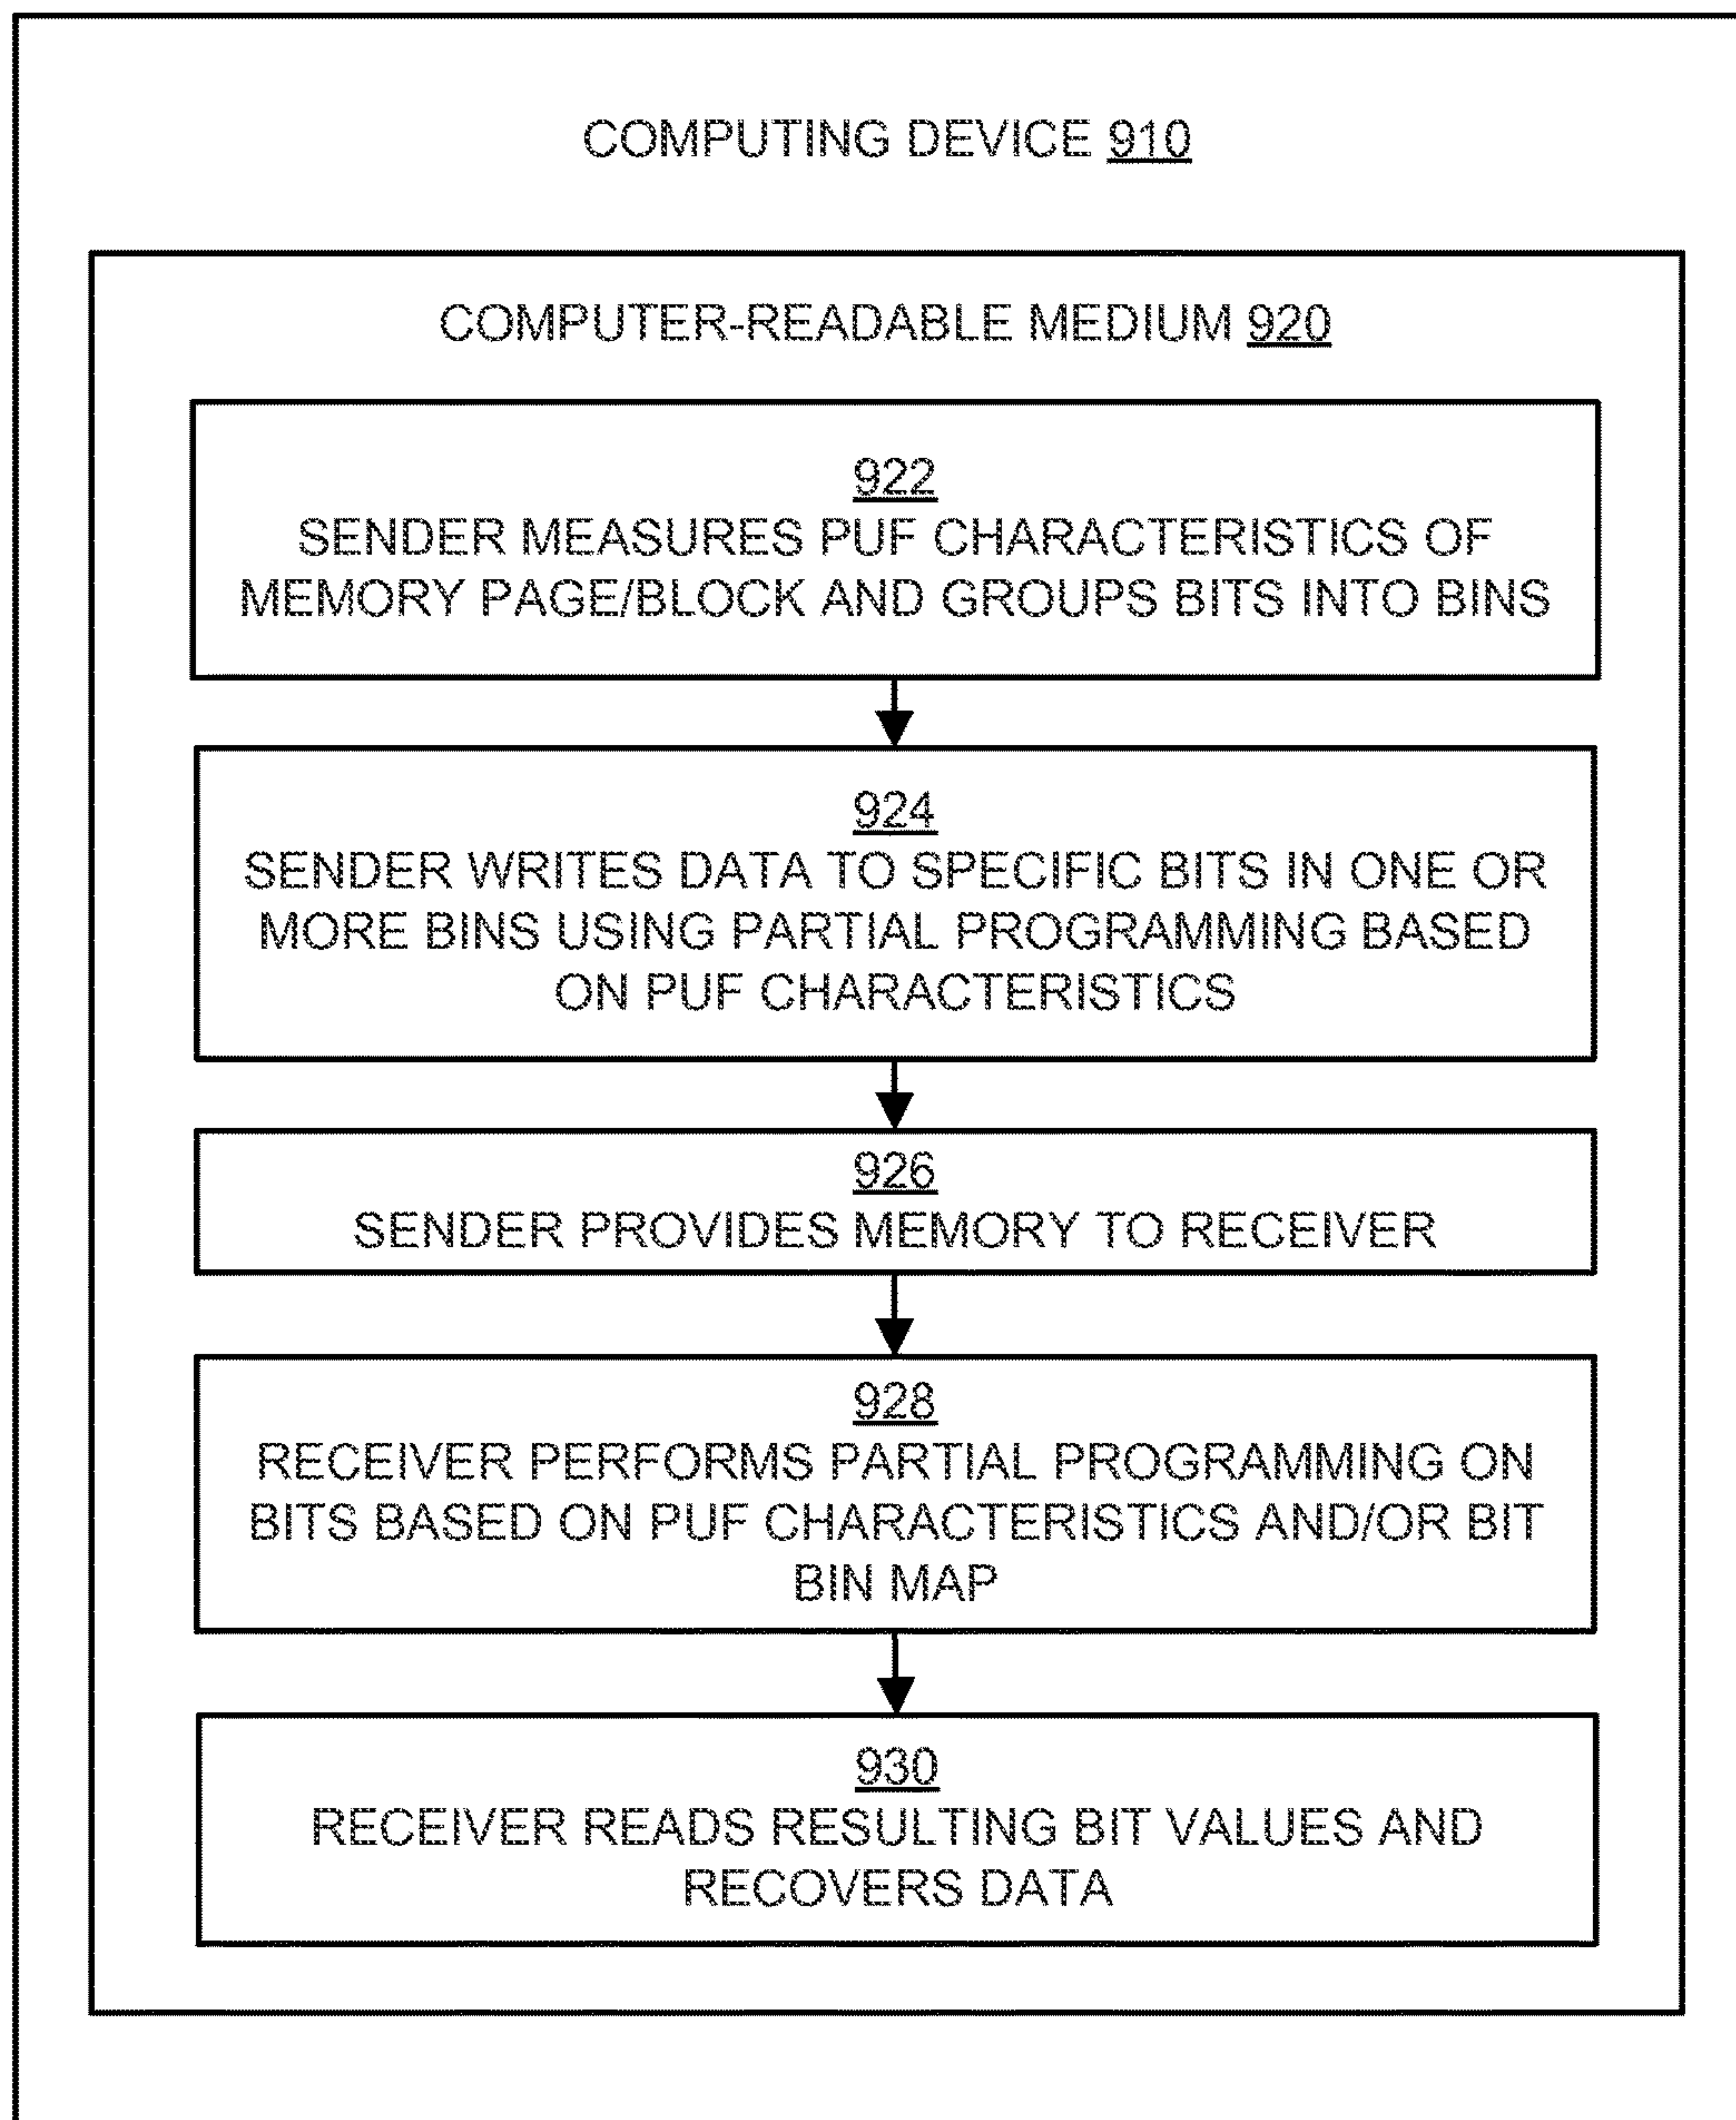 COMPUTING DEVICE 910
COMPUTER-READABLE MEDIUM 920
922
SENDER MEASURES PUF CHARACTERISTICS OF
MEMORY PAGE/BLOCK AND GROUPS BITS INTO BINS
924
SENDER WRITES DATA TO SPECIFIC BITS IN ONE OR
MORE BINS USING PARTIAL PROGRAMMING BASED
ON PUF CHARACTERISTICS
926
SENDER PROVIDES MEMORY TO RECEIVER
928
RECEIVER PERFORMS PARTIAL PROGRAMMING ON
BITS BASED ON PUF CHARACTERISTICS AND/OR BIT
BIN MAP
930
RECEIVER READS RESULTING BIT VALUES AND
RECOVERS DATA